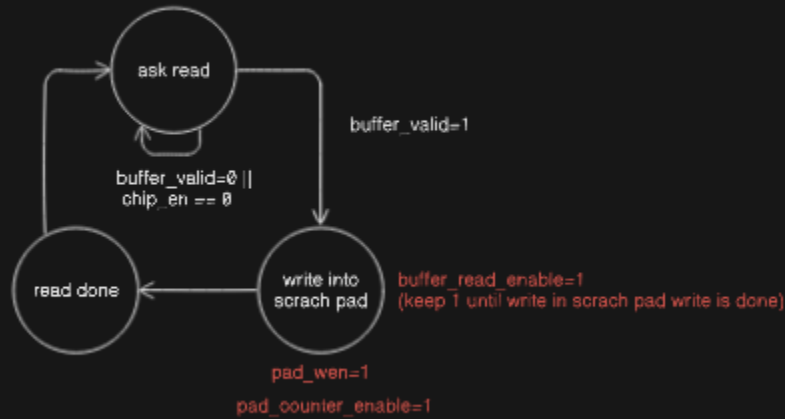 ask read
buffer_valid=1
buffer_valid=0 ||
chip_en == 0
read done
write into
scrach pad
buffer_read_enable=1
(keep 1 until write in scrach pad write is done)
pad_wen=1
pad_counter_enable=1